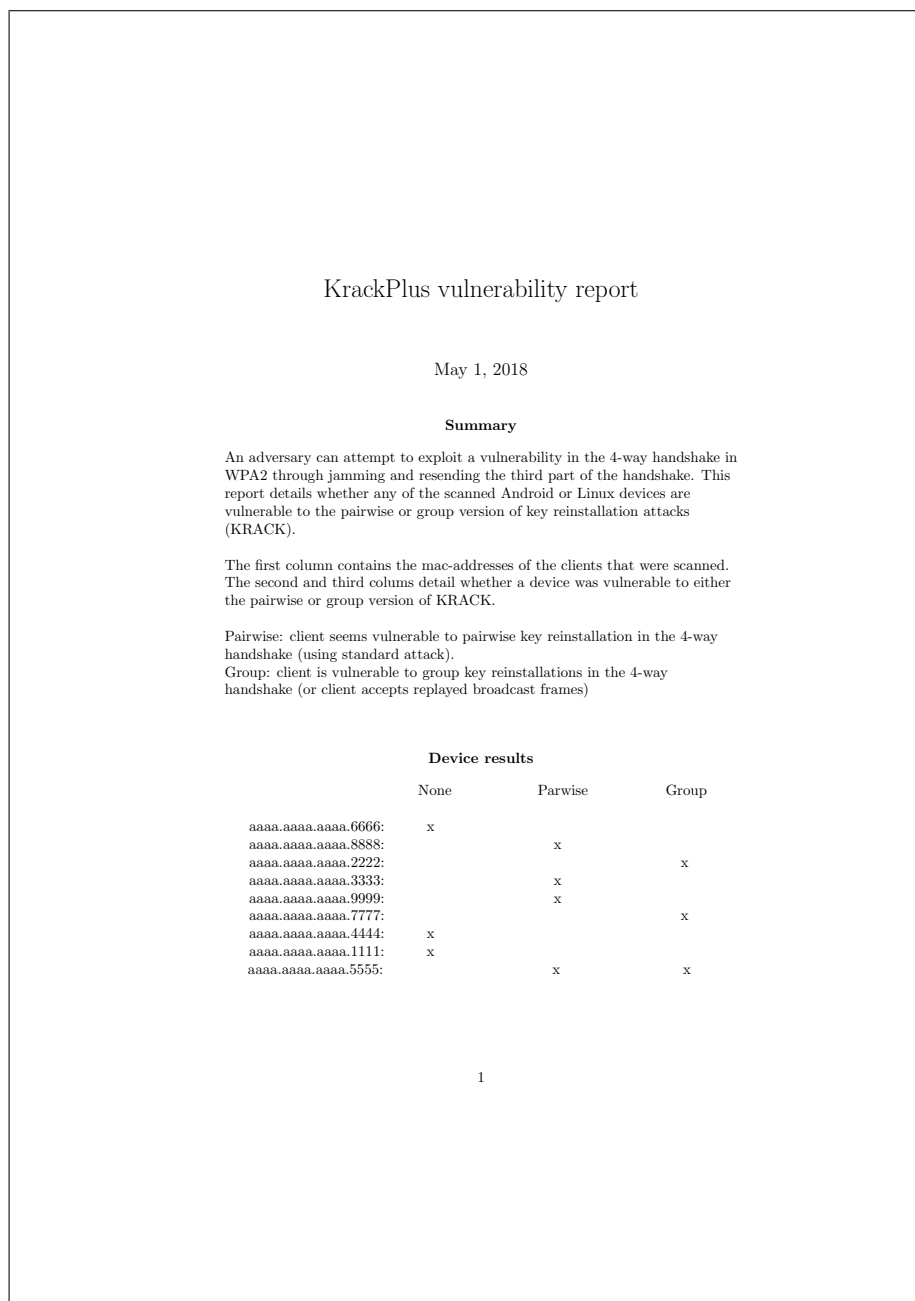 KrackPlus vulnerability report
May 1, 2018
Summary
An adversary can attempt to exploit a vulnerability in the 4-way handshake in
WPA2 through jamming and resending the third part of the handshake. This
report details whether any of the scanned Android or Linux devices are
vulnerable to the pairwise or group version of key reinstallation attacks
(KRACK).
The first column contains the mac-addresses of the clients that were scanned.
The second and third colums detail whether a device was vulnerable to either
the pairwise or group version of KRACK.
Pairwise: client seems vulnerable to pairwise key reinstallation in the 4-way
handshake (using standard attack).
Group: client is vulnerable to group key reinstallations in the 4-way
handshake (or client accepts replayed broadcast frames)
Device results
None Parwise Group
aaaa.aaaa.aaaa.6666: x
aaaa.aaaa.aaaa.8888: x
aaaa.aaaa.aaaa.2222: x
aaaa.aaaa.aaaa.3333: x
aaaa.aaaa.aaaa.9999: x
aaaa.aaaa.aaaa.7777: x
aaaa.aaaa.aaaa.4444: x
aaaa.aaaa.aaaa.1111: x
aaaa.aaaa.aaaa.5555: x x
1